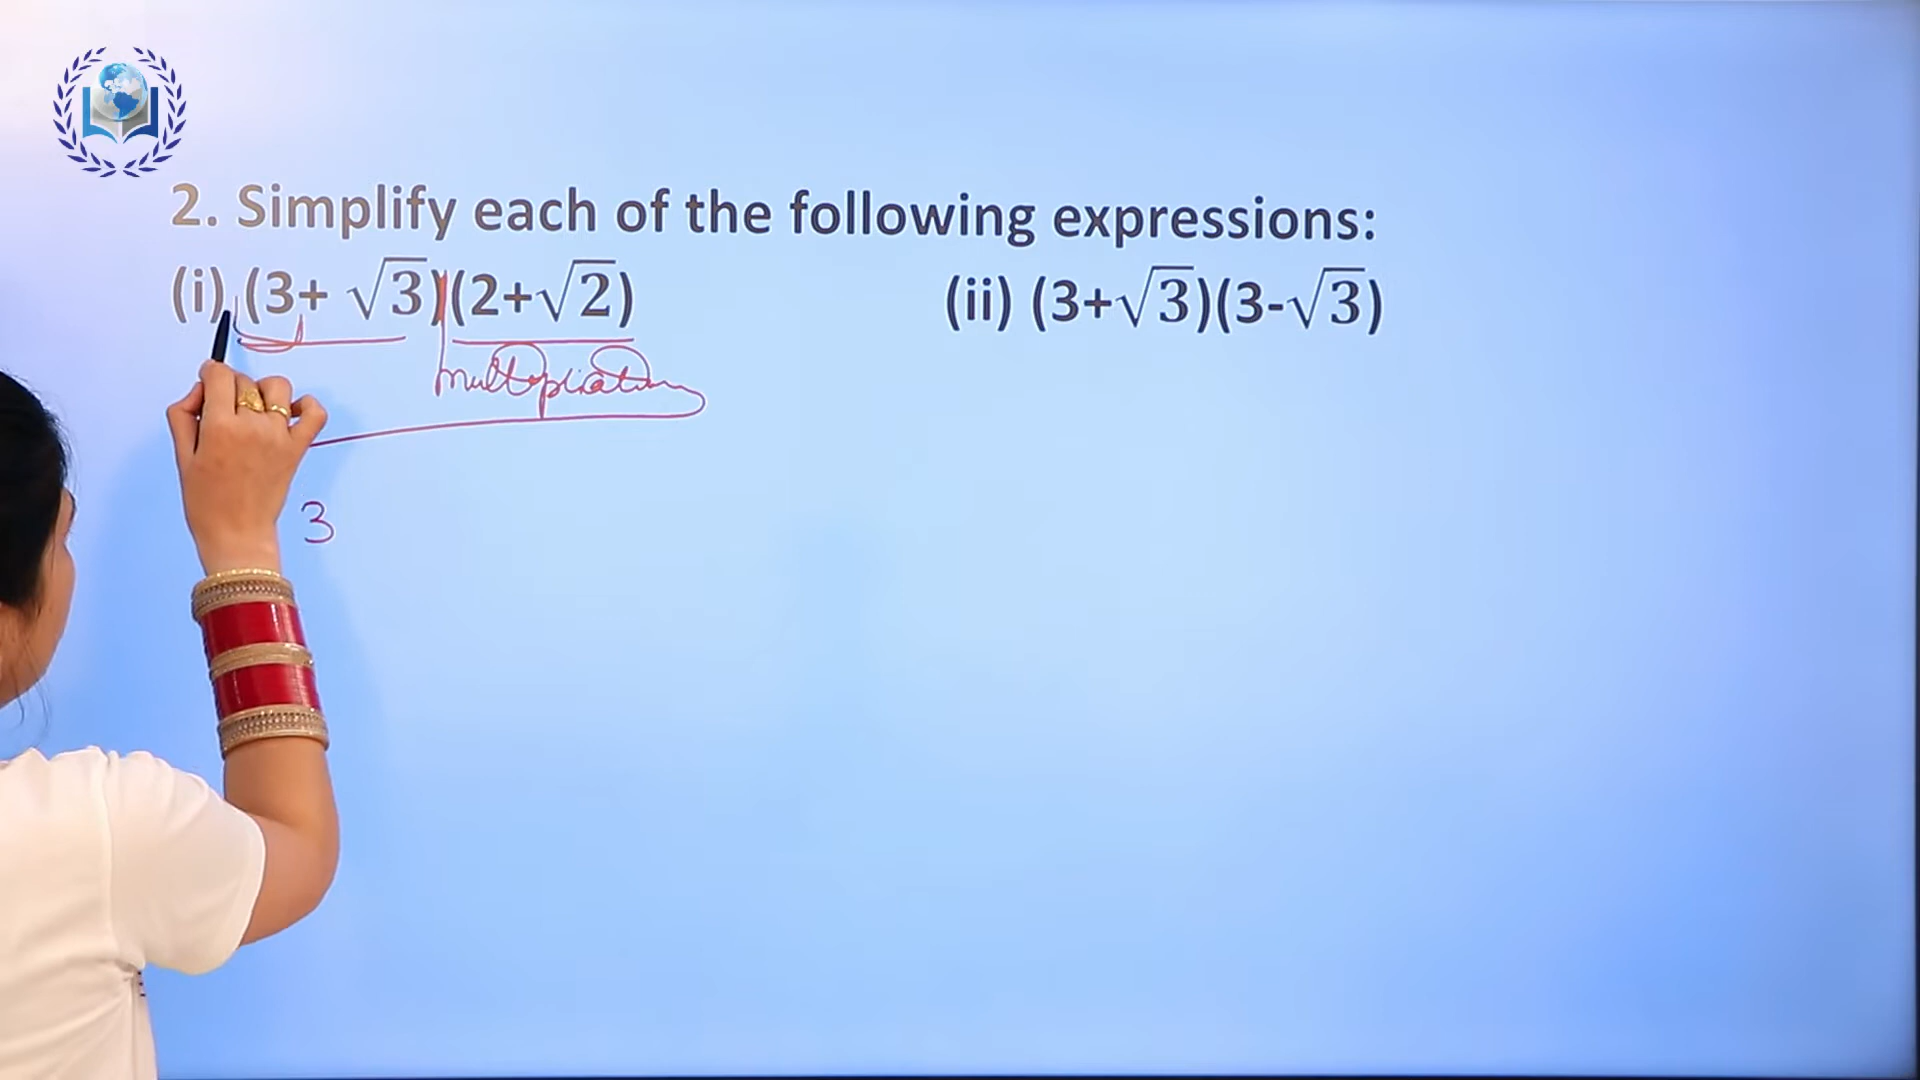 2. Simplify each of the following expressions:
(i) (3+ √3)(2+√2)
(ii) (3+√3)(3-√3)
multiplication
3